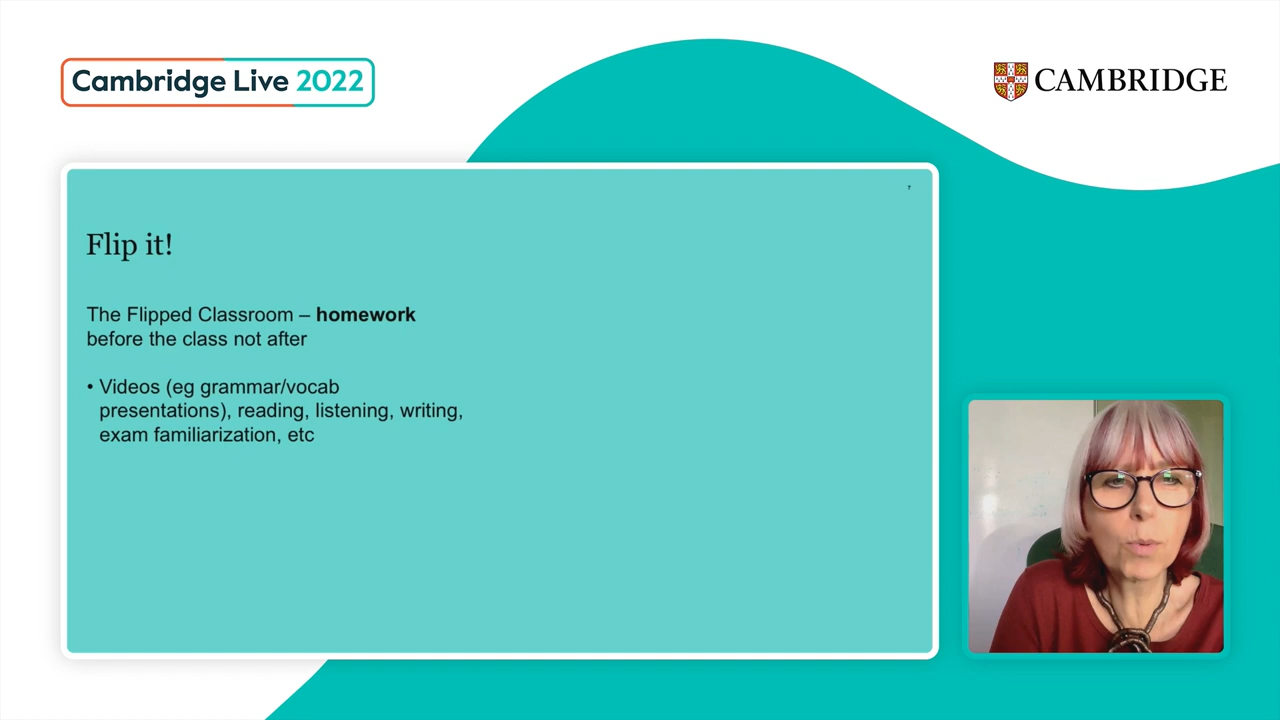 Cambridge Live 2022
CAMBRIDGE
7
Flip it!
The Flipped Classroom – homework
before the class not after
• Videos (eg grammar/vocab
presentations), reading, listening, writing,
exam familiarization, etc